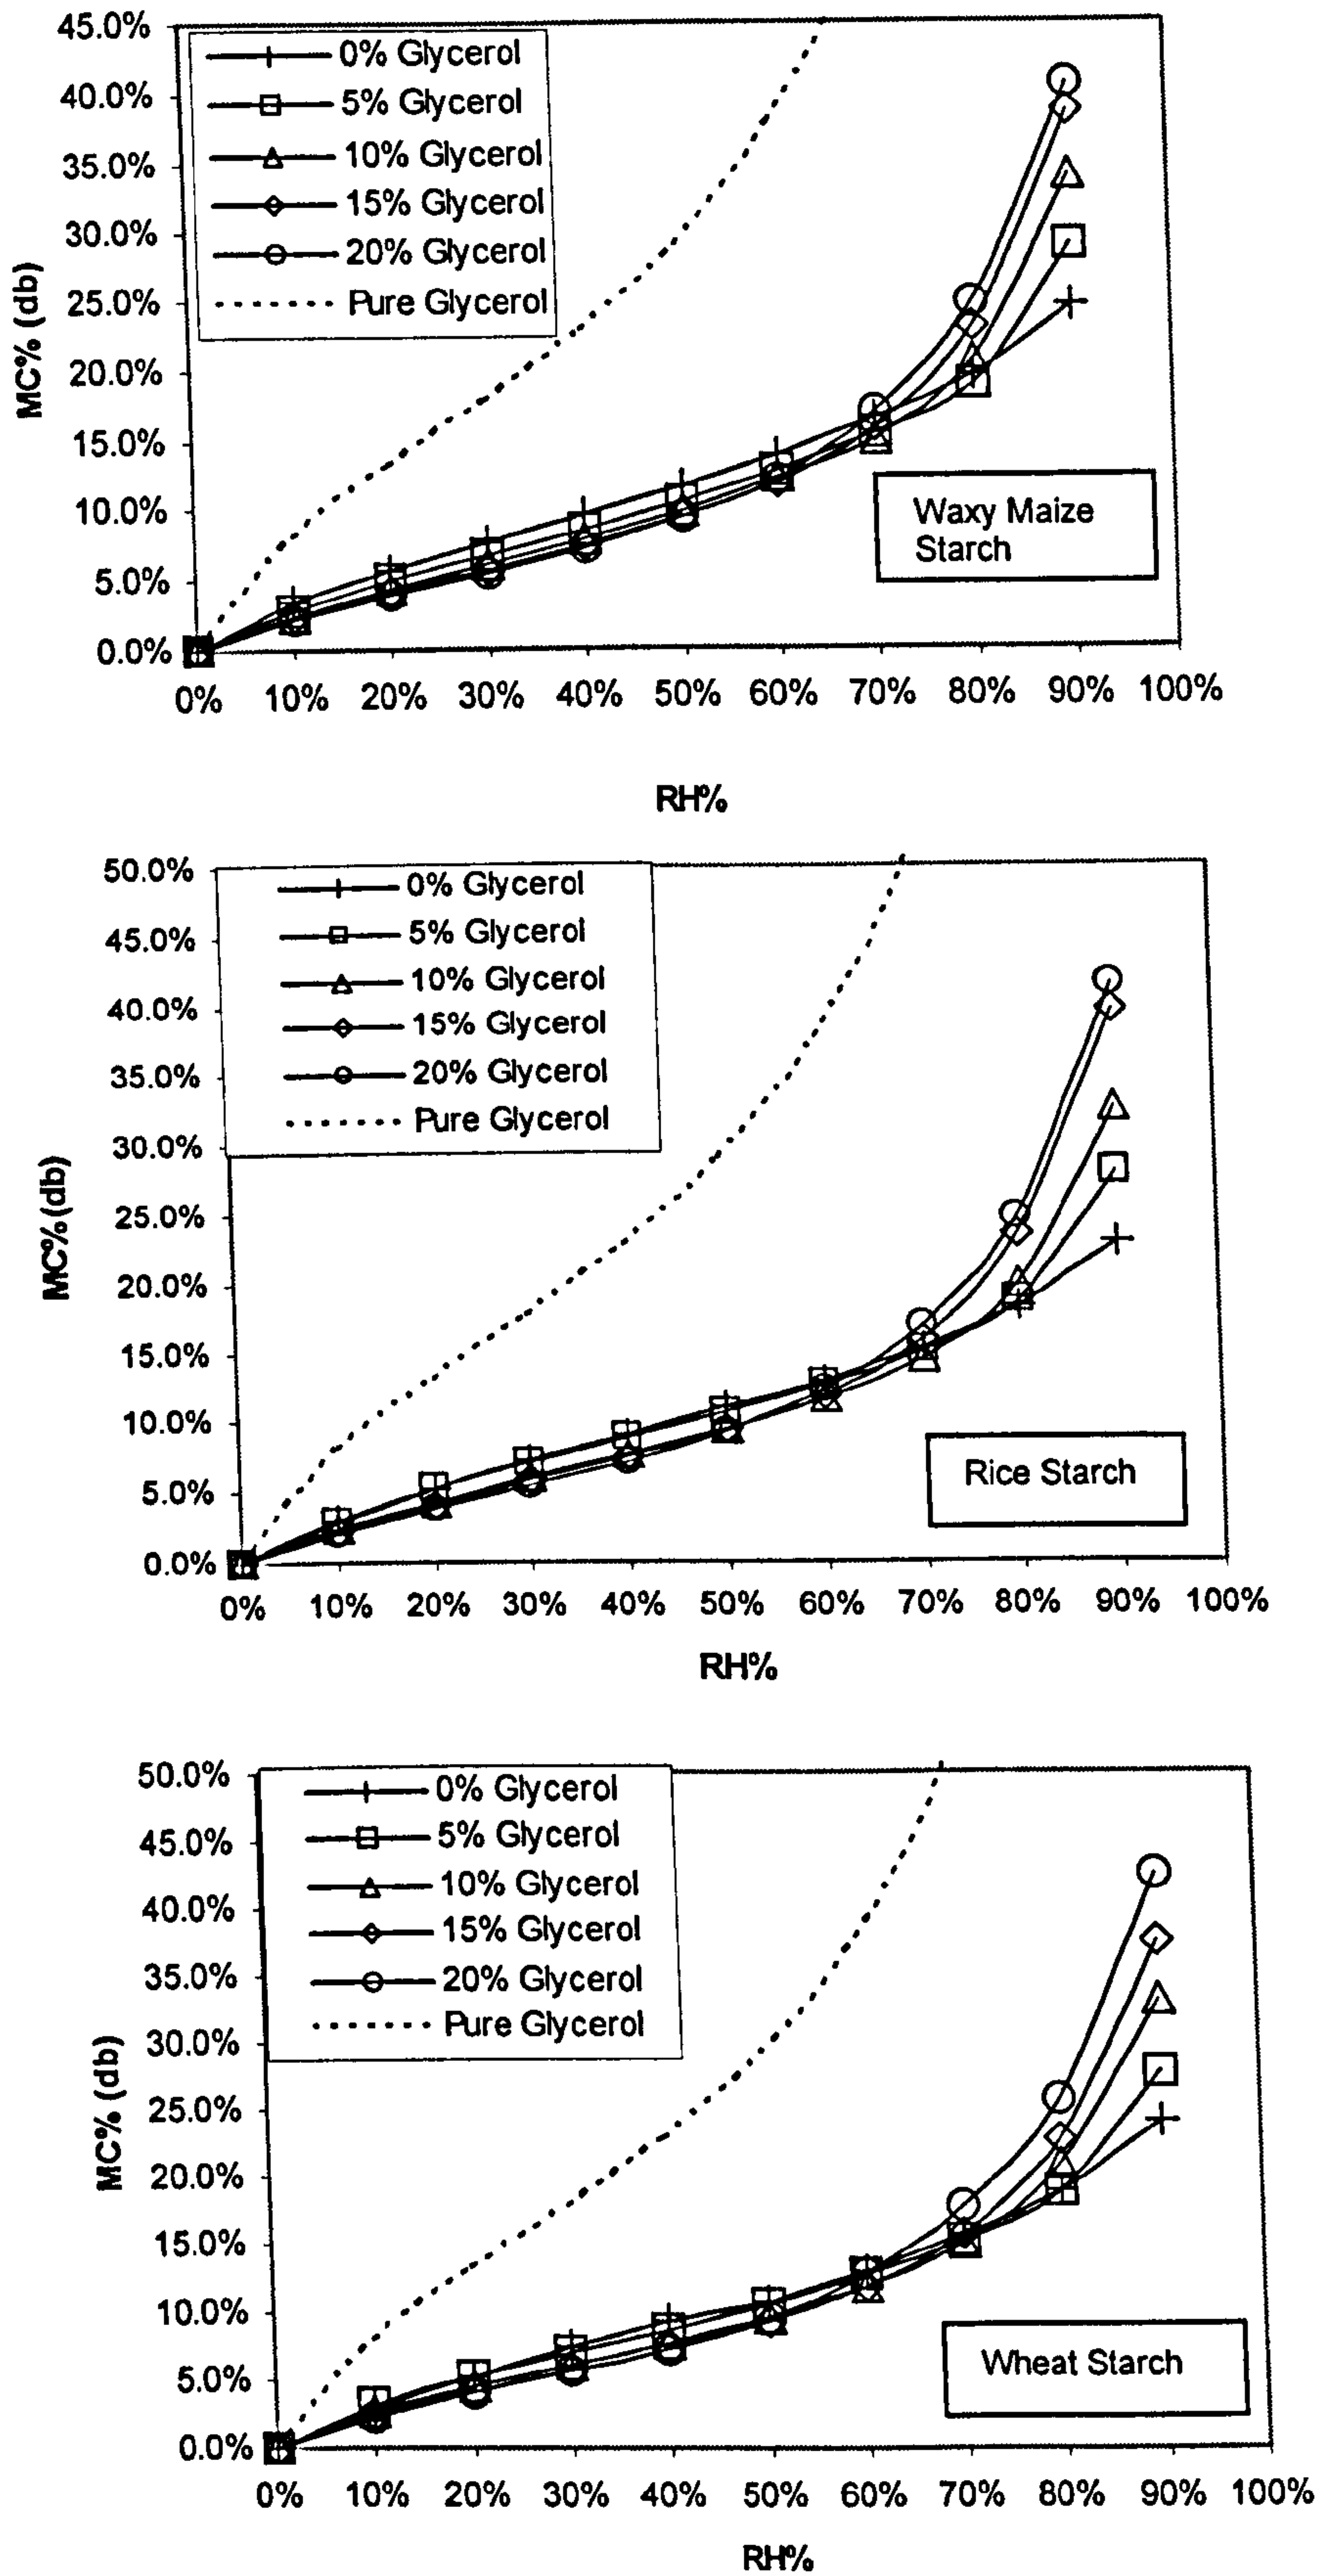 45.0%
40.0%
35.0%
30.0%
25.0%
20.0%
15.0%
10.0%
5.0%
0.0%
MC% (db)
0% Glycerol
5% Glycerol
10% Glycerol
15% Glycerol
20% Glycerol
Pure Glycerol
Waxy Maize
Starch
0% 10% 20% 30% 40% 50% 60% 70% 80% 90% 100%
RH%
50.0%
45.0%
40.0%
35.0%
30.0%
25.0%
20.0%
15.0%
10.0%
5.0%
0.0%
MC%(db)
0% Glycerol
5% Glycerol
10% Glycerol
15% Glycerol
20% Glycerol
Pure Glycerol
Rice Starch
0% 10% 20% 30% 40% 50% 60% 70% 80% 90% 100%
RH%
50.0%
45.0%
40.0%
35.0%
30.0%
25.0%
20.0%
15.0%
10.0%
5.0%
0.0%
MC% (db)
0% Glycerol
5% Glycerol
10% Glycerol
15% Glycerol
20% Glycerol
Pure Glycerol
Wheat Starch
0% 10% 20% 30% 40% 50% 60% 70% 80% 90% 100%
RH%